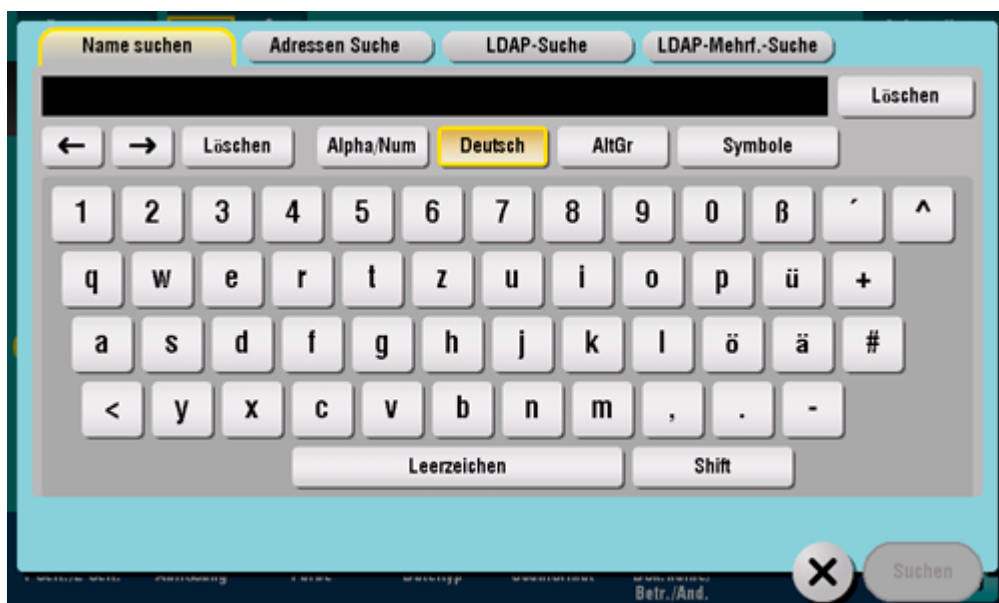 Name suchen Adressen Suche LDAP-Suche LDAP-Mehrf.-Suche
Löschen
← → Löschen Alpha/Num Deutsch AltGr Symbole
1 2 3 4 5 6 7 8 9 0 ß ´ ^
q w e r t z u i o p ü +
a s d f g h j k l ö ä #
< y x c v b n m , . -
Leerzeichen Shift
Suchen
Betr./Änd.